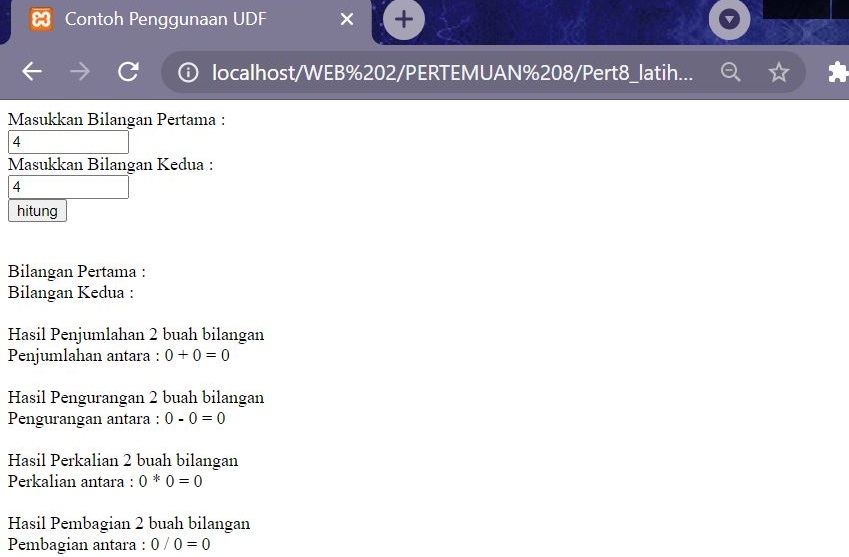 Contoh Penggunaan UDF
localhost/WEB%202/PERTEMUAN%208/Pert8_latih...
Masukkan Bilangan Pertama :
4
Masukkan Bilangan Kedua :
4
hitung
Bilangan Pertama :
Bilangan Kedua :
Hasil Penjumlahan 2 buah bilangan
Penjumlahan antara : 0 + 0 = 0
Hasil Pengurangan 2 buah bilangan
Pengurangan antara : 0 - 0 = 0
Hasil Perkalian 2 buah bilangan
Perkalian antara : 0 * 0 = 0
Hasil Pembagian 2 buah bilangan
Pembagian antara : 0 / 0 = 0